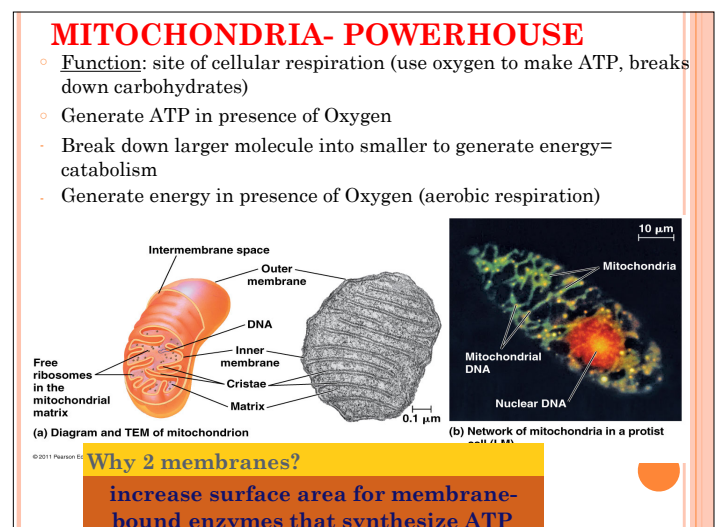 MITOCHONDRIA- POWERHOUSE
Function: site of cellular respiration (use oxygen to make ATP, breaks
down carbohydrates)
Generate ATP in presence of Oxygen
- Break down larger molecule into smaller to generate energy=
catabolism
- Generate energy in presence of Oxygen (aerobic respiration)
Intermembrane space
Outer
membrane
DNA
Inner
membrane
Free
ribosomes
in the
mitochondrial
matrix
Cristae
Matrix
0.1 μm
(a) Diagram and TEM of mitochondrion
10 μm
Mitochondria
Mitochondrial
DNA
Nuclear DNA
(b) Network of mitochondria in a protist
cell (LM)
© 2011 Pearson
Why 2 membranes?
increase surface area for membrane-
bound enzymes that synthesize ATP